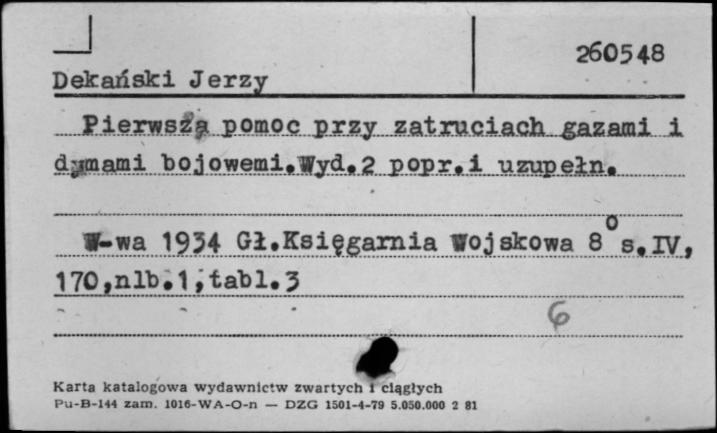 260548
Dekański Jerzy
Pierwsza pomoc przy zatruciach gazami i
dymami bojowemi.Wyd.2 popr.i uzupełn.
W-wa 1934 Gł.Księgarnia Wojskowa 8° s.IV,
170,nlb.1,tabl.3
6
Karta katalogowa wydawnictw zwartych i ciągłych
Pu-B-144 zam. 1016-WA-O-n — DZG 1501-4-79 5.050.000 2 81